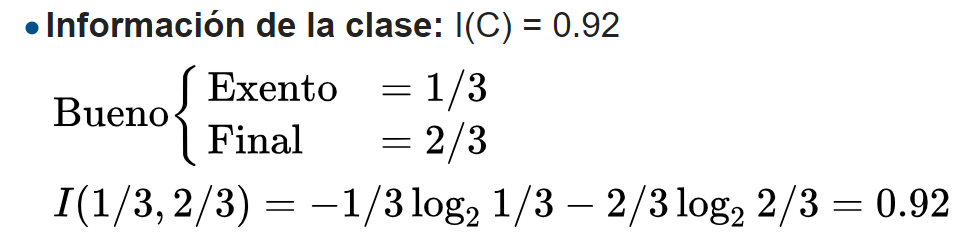 • Información de la clase: I(C) = 0.92
Bueno { Exento = 1/3
Final = 2/3
I(1/3, 2/3) = −1/3 log₂ 1/3 − 2/3 log₂ 2/3 = 0.92